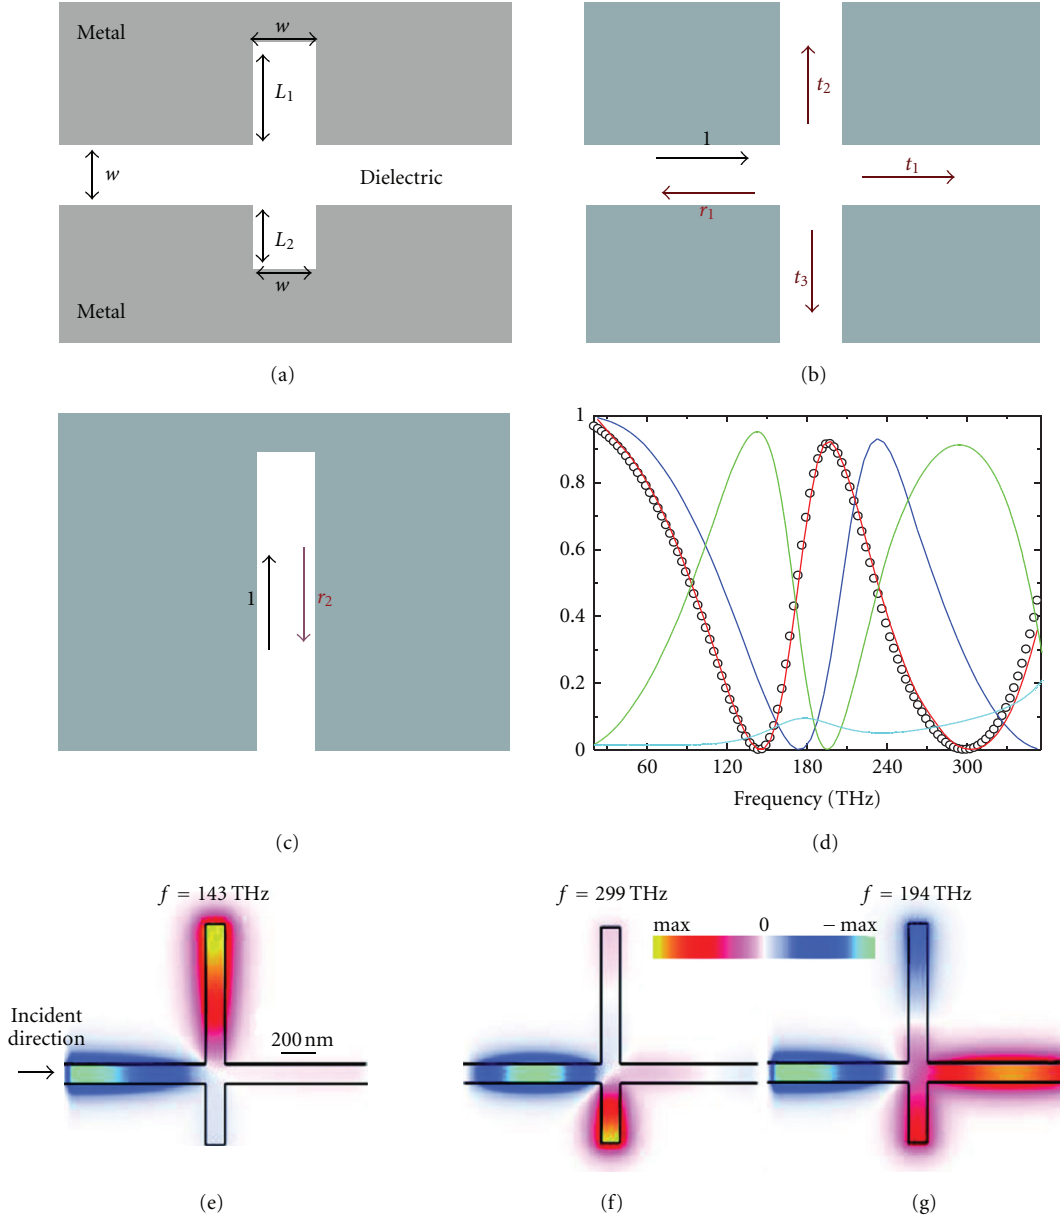 Metal
w
L1
w
Dielectric
L2
w
Metal
(a)
t2
1
t1
r1
t3
(b)
1
r2
(c)
1
0.8
0.6
0.4
0.2
0
60
120
180
240
300
Frequency (THz)
(d)
f = 143 THz
Incident
direction
200 nm
(e)
f = 299 THz
max
0
− max
(f)
f = 194 THz
(g)